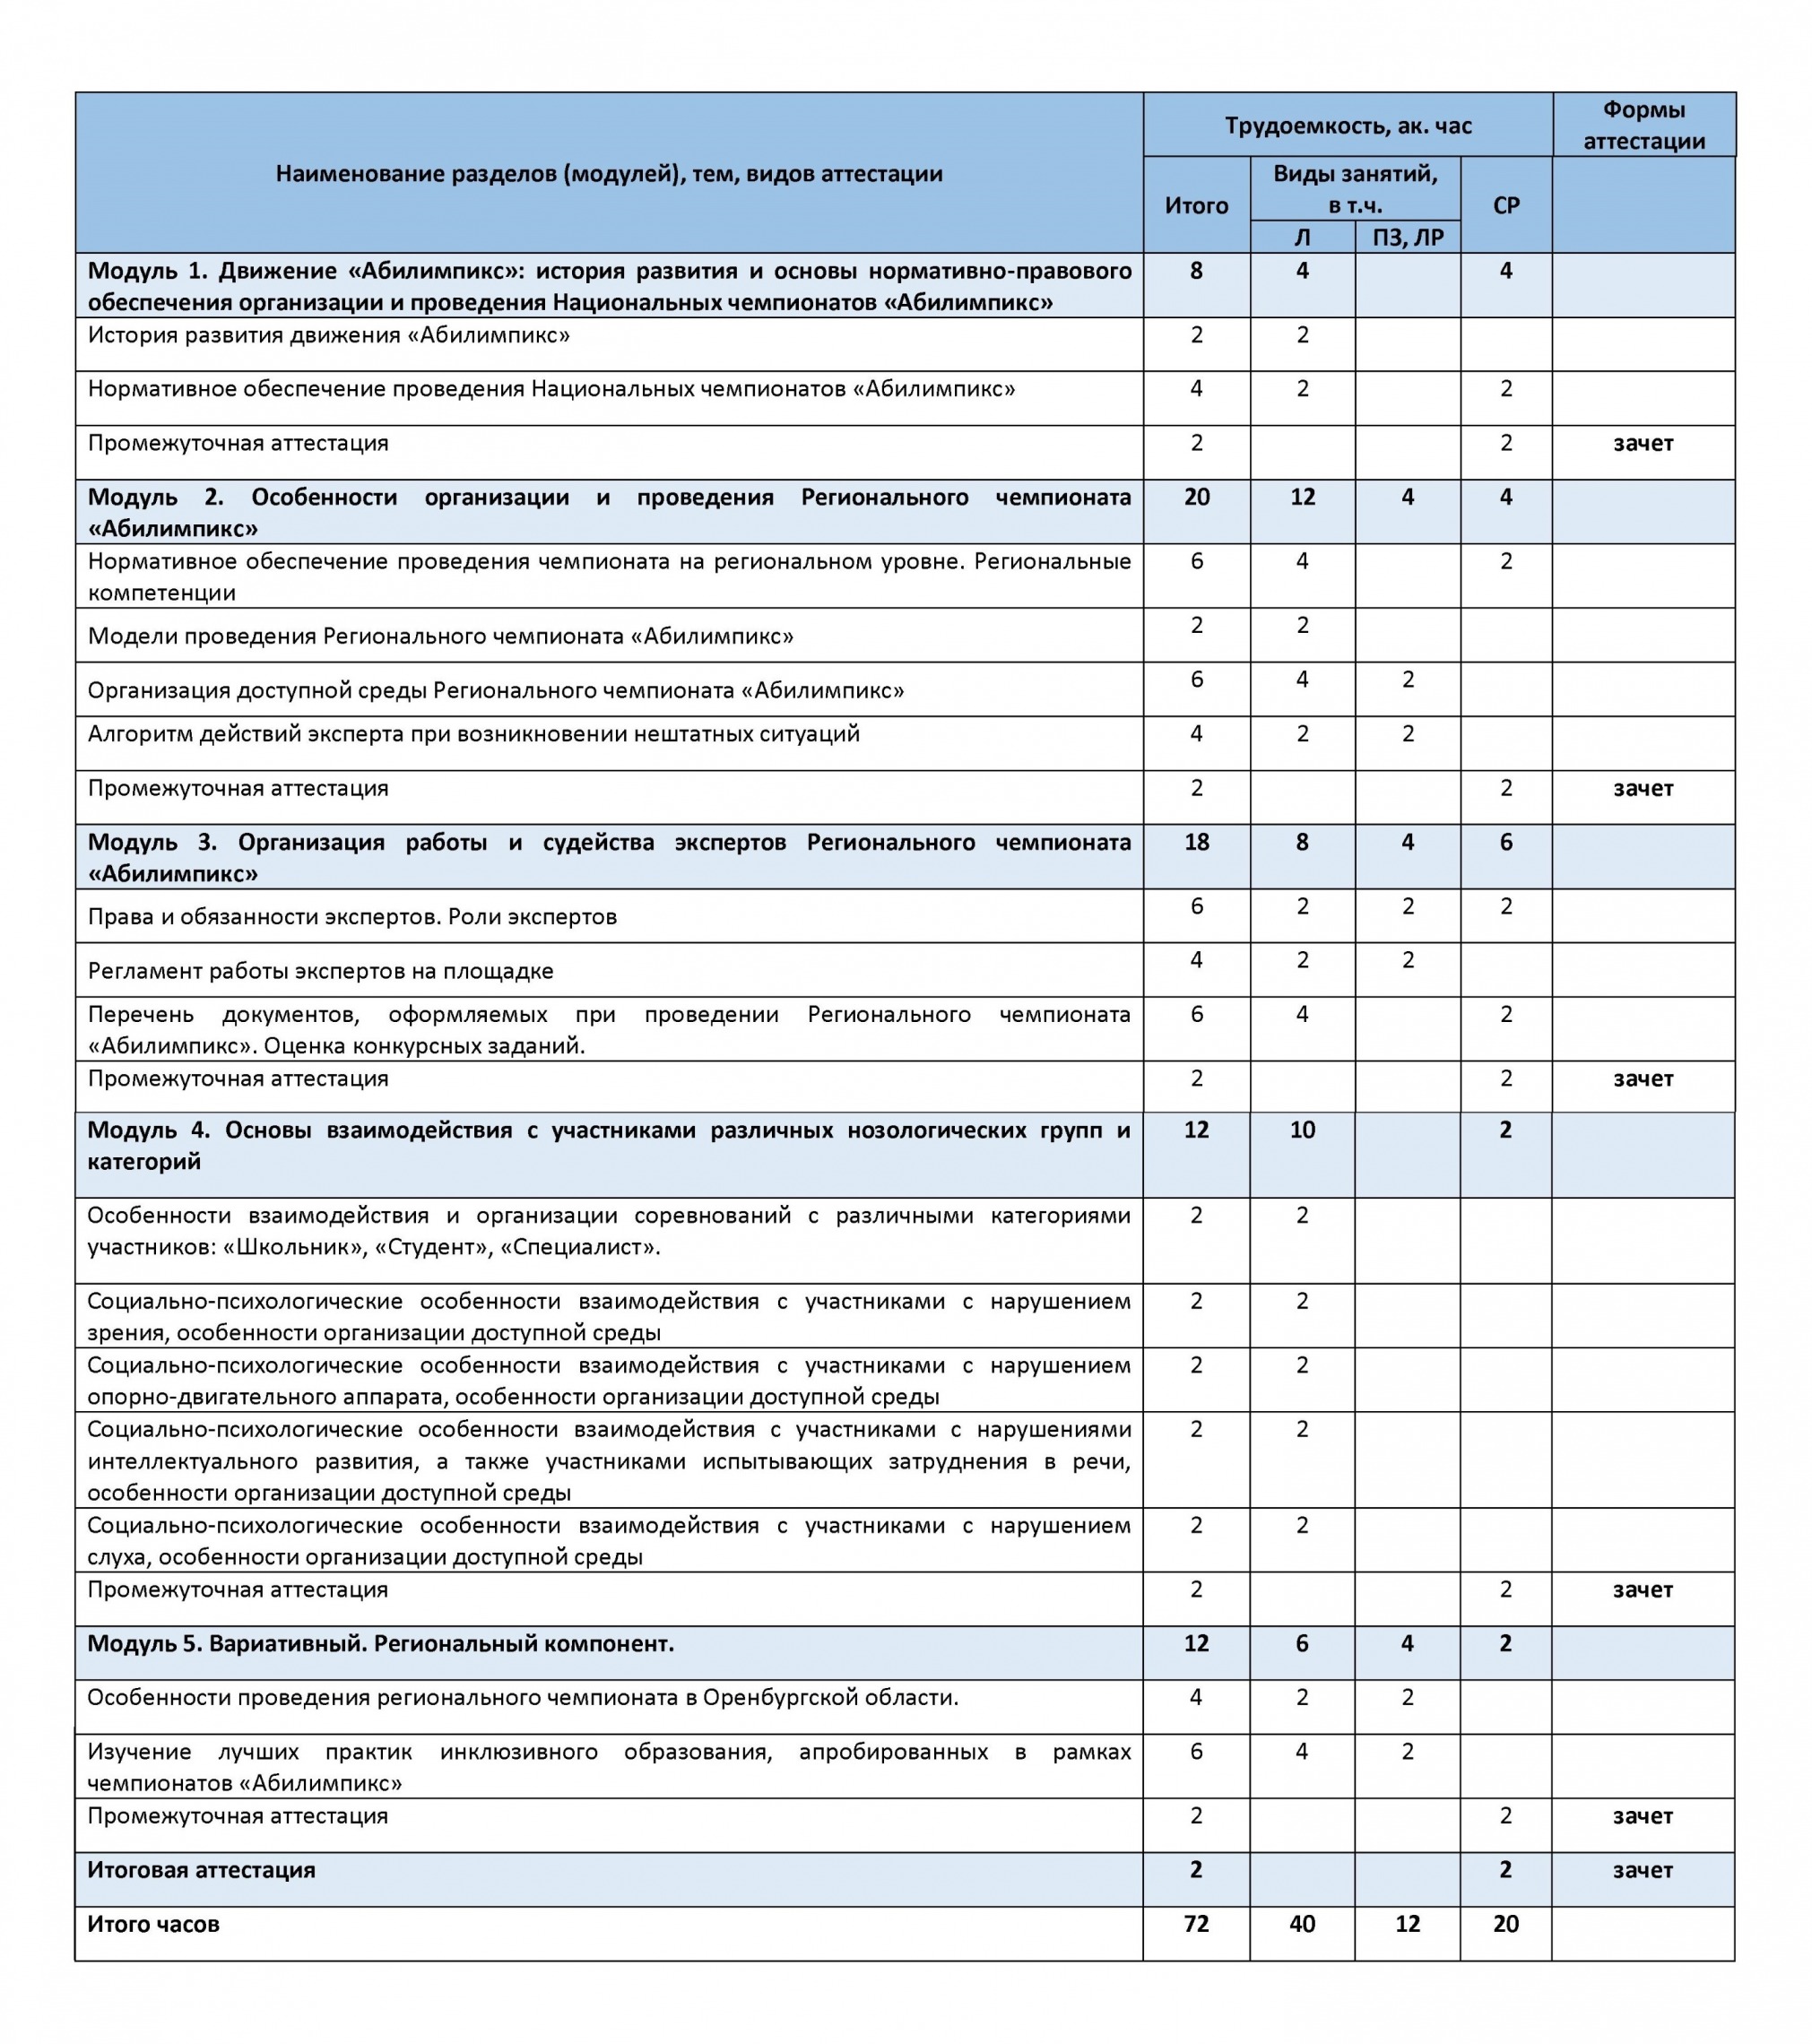 Наименование разделов (модулей), тем, видов аттестации
Трудоемкость, ак. час
Формы
аттестации
Итого
Виды занятий,
в т.ч.
СР
Л
ПЗ, ЛР
Модуль 1. Движение «Абилимпикс»: история развития и основы нормативно-правового 8 4 4
обеспечения организации и проведения Национальных чемпионатов «Абилимпикс»
История развития движения «Абилимпикс» 2 2
Нормативное обеспечение проведения Национальных чемпионатов «Абилимпикс» 4 2 2
Промежуточная аттестация 2 2 зачет
Модуль 2. Особенности организации и проведения Регионального чемпионата 20 12 4 4
«Абилимпикс»
Нормативное обеспечение проведения чемпионата на региональном уровне. Региональные 6 4 2
компетенции
Модели проведения Регионального чемпионата «Абилимпикс» 2 2
Организация доступной среды Регионального чемпионата «Абилимпикс» 6 4 2
Алгоритм действий эксперта при возникновении нештатных ситуаций 4 2 2
Промежуточная аттестация 2 2 зачет
Модуль 3. Организация работы и судейства экспертов Регионального чемпионата 18 8 4 6
«Абилимпикс»
Права и обязанности экспертов. Роли экспертов 6 2 2 2
Регламент работы экспертов на площадке 4 2 2
Перечень документов, оформляемых при проведении Регионального чемпионата 6 4 2
«Абилимпикс». Оценка конкурсных заданий.
Промежуточная аттестация 2 2 зачет
Модуль 4. Основы взаимодействия с участниками различных нозологических групп и 12 10 2
категорий
Особенности взаимодействия и организации соревнований с различными категориями 2 2
участников: «Школьник», «Студент», «Специалист».
Социально-психологические особенности взаимодействия с участниками с нарушением 2 2
зрения, особенности организации доступной среды
Социально-психологические особенности взаимодействия с участниками с нарушением 2 2
опорно-двигательного аппарата, особенности организации доступной среды
Социально-психологические особенности взаимодействия с участниками с нарушениями 2 2
интеллектуального развития, а также участниками испытывающих затруднения в речи,
особенности организации доступной среды
Социально-психологические особенности взаимодействия с участниками с нарушением 2 2
слуха, особенности организации доступной среды
Промежуточная аттестация 2 2 зачет
Модуль 5. Вариативный. Региональный компонент. 12 6 4 2
Особенности проведения регионального чемпионата в Оренбургской области. 4 2 2
Изучение лучших практик инклюзивного образования, апробированных в рамках 6 4 2
чемпионатов «Абилимпикс»
Промежуточная аттестация 2 2 зачет
Итоговая аттестация 2 2 зачет
Итого часов 72 40 12 20